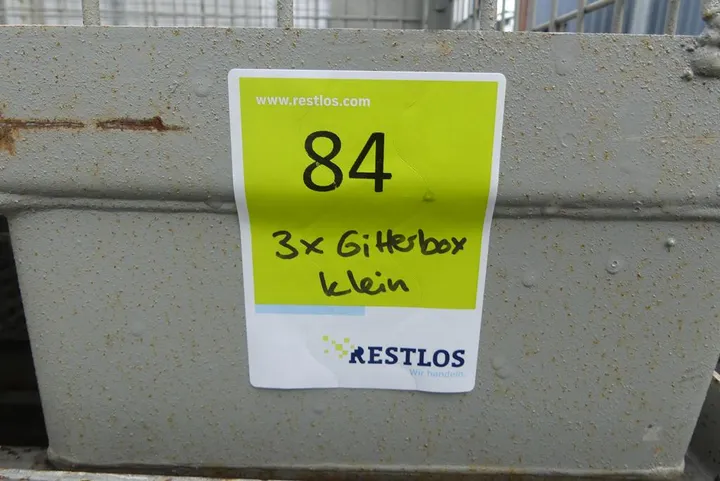 www.restlos.com
84
3x Gitterbox
klein
RESTLOS
Wir handeln.